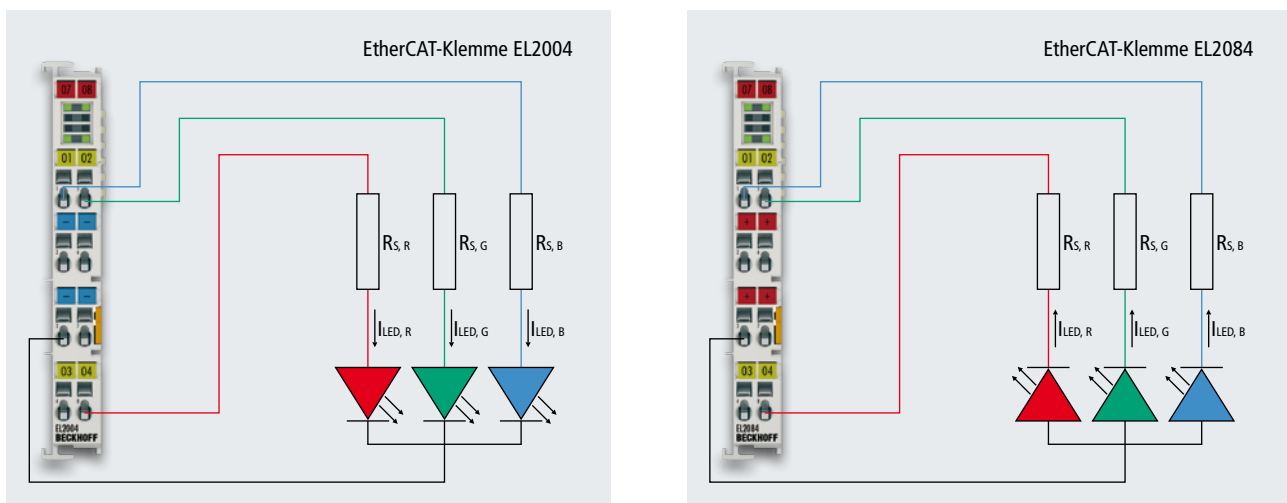 EtherCAT-Klemme EL2004
07 08
01 02
– –
RS, R RS, G RS, B
– –
ILED, R ILED, G ILED, B
03 04
EL2004
BECKHOFF
EtherCAT-Klemme EL2084
07 08
01 02
+ +
RS, R RS, G RS, B
+ +
ILED, R ILED, G ILED, B
03 04
EL2084
BECKHOFF